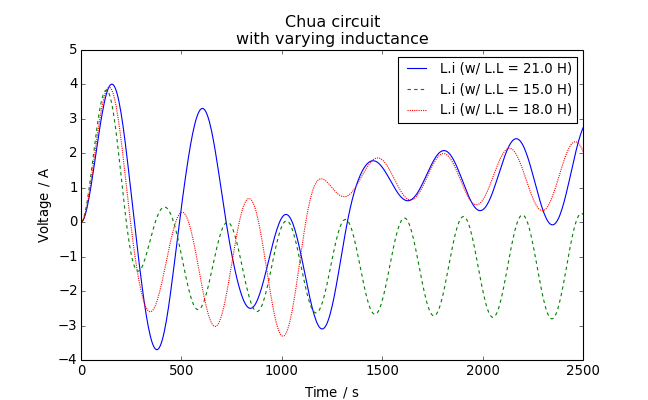 Chua circuit
with varying inductance
L.i (w/ L.L = 21.0 H)
L.i (w/ L.L = 15.0 H)
L.i (w/ L.L = 18.0 H)
Voltage / A
5
4
3
2
1
0
−1
−2
−3
−4
0 500 1000 1500 2000 2500
Time / s